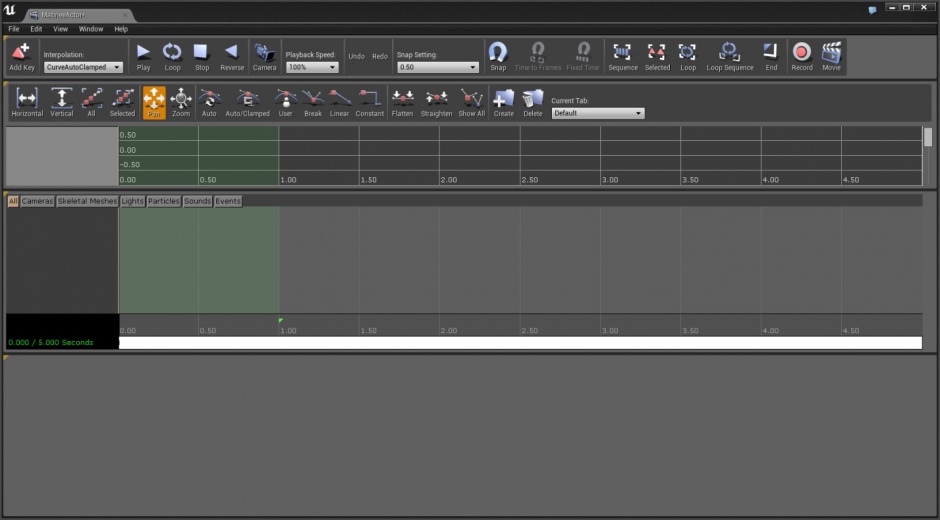 MatineeActor*
File Edit View Window Help
Add Key Interpolation: CurveAutoClamped Play Loop Stop Reverse Camera Playback Speed: 100% Undo Redo Snap Setting: 0.50 Snap Time to Frames Fixed Time Sequence Selected Loop Loop Sequence End Record Movie
Horizontal Vertical All Selected Pan Zoom Auto Auto/Clamped User Break Linear Constant Flatten Straighten Show All Create Delete Current Tab: Default
0.50
0.00
-0.50
0.00 0.50 1.00 1.50 2.00 2.50 3.00 3.50 4.00 4.50
All Cameras Skeletal Meshes Lights Particles Sounds Events
0.00 0.50 1.00 1.50 2.00 2.50 3.00 3.50 4.00 4.50
0.000 / 5.000 Seconds